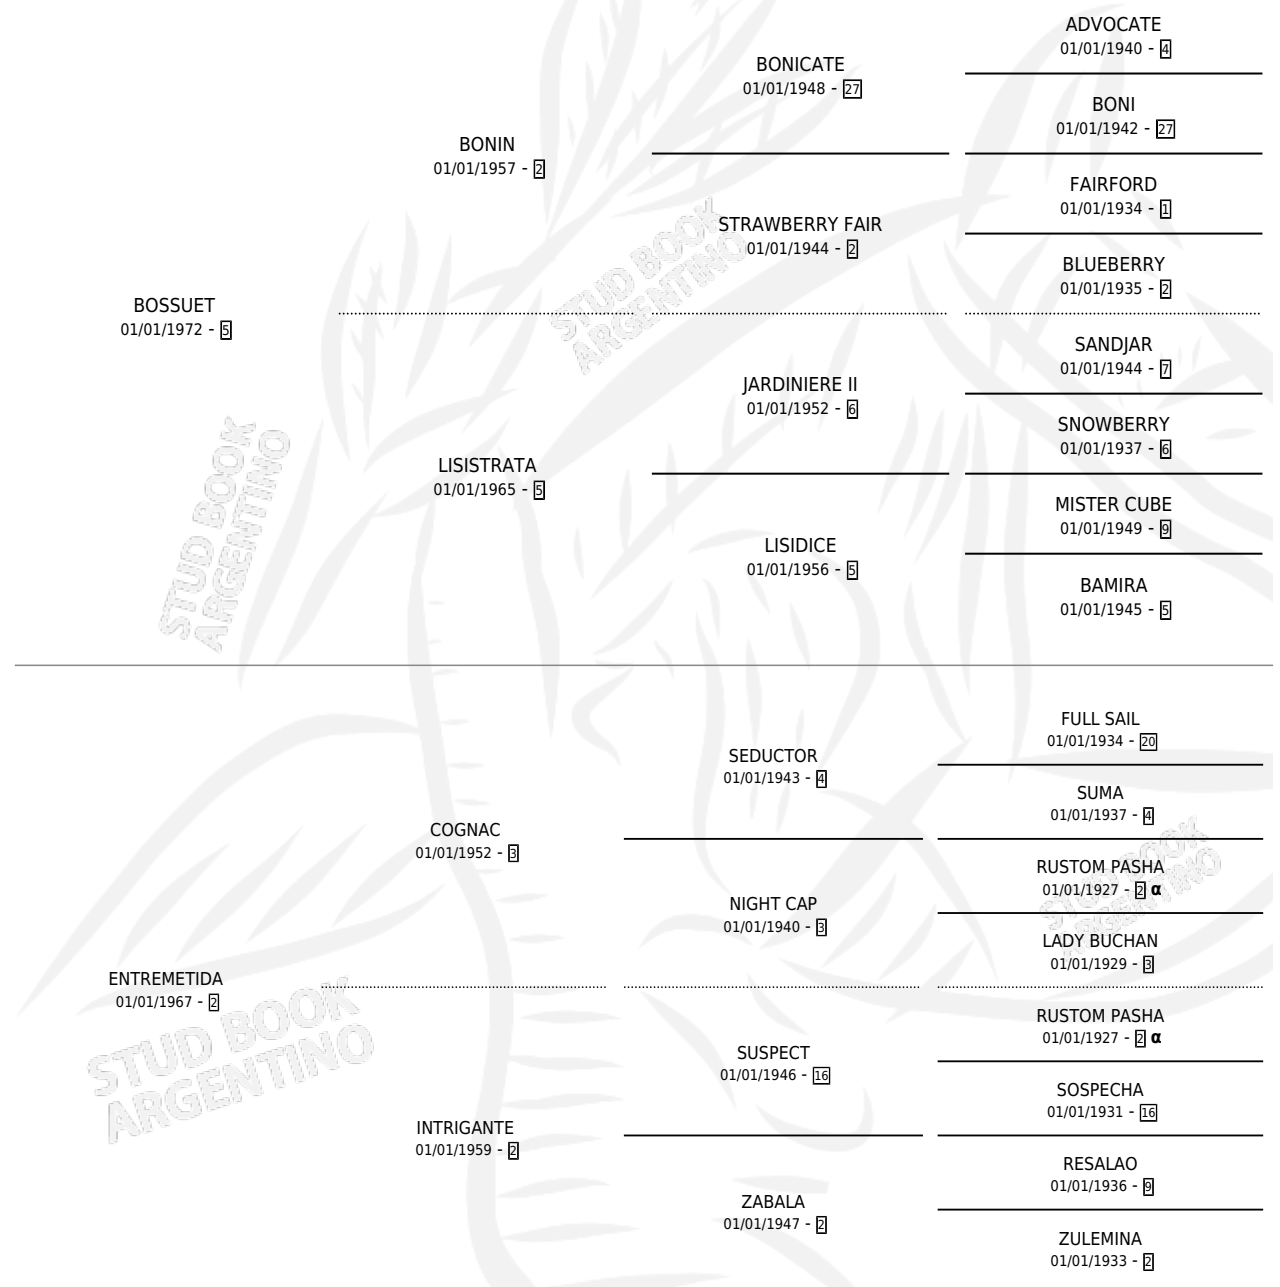 ADVOCATE
01/01/1940 - 4
BONICATE
01/01/1948 - 27
BONI
01/01/1942 - 27
BONIN
01/01/1957 - 2
FAIRFORD
01/01/1934 - 1
STRAWBERRY FAIR
01/01/1944 - 2
BLUEBERRY
01/01/1935 - 2
BOSSUET
01/01/1972 - 5
SANDJAR
01/01/1944 - 7
JARDINIERE II
01/01/1952 - 6
SNOWBERRY
01/01/1937 - 6
LISISTRATA
01/01/1965 - 5
MISTER CUBE
01/01/1949 - 9
LISIDICE
01/01/1956 - 5
BAMIRA
01/01/1945 - 5
FULL SAIL
01/01/1934 - 20
SEDUCTOR
01/01/1943 - 4
SUMA
01/01/1937 - 4
COGNAC
01/01/1952 - 3
RUSTOM PASHA
01/01/1927 - 2 α
NIGHT CAP
01/01/1940 - 3
LADY BUCHAN
01/01/1929 - 3
ENTREMETIDA
01/01/1967 - 2
RUSTOM PASHA
01/01/1927 - 2 α
SUSPECT
01/01/1946 - 16
SOSPECHA
01/01/1931 - 16
INTRIGANTE
01/01/1959 - 2
RESALAO
01/01/1936 - 9
ZABALA
01/01/1947 - 2
ZULEMINA
01/01/1933 - 2
STUD BOOK
ARGENTINO
STUD BOOK
ARGENTINO
STUD BOOK
ARGENTINO
STUD BOOK
ARGENTINO